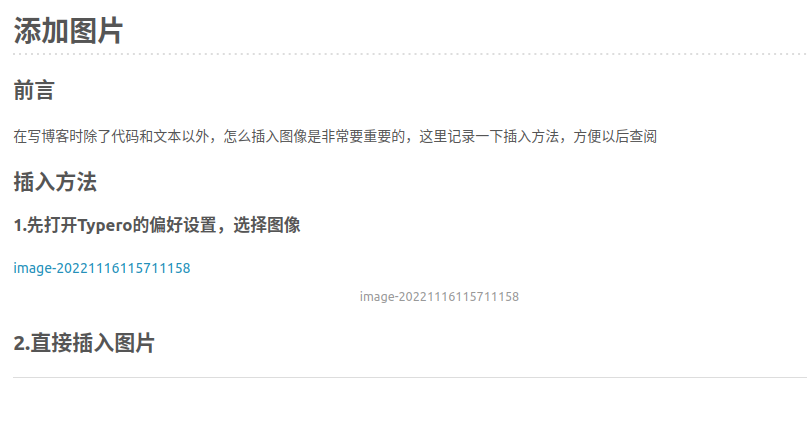 添加图片
前言
在写博客时除了代码和文本以外，怎么插入图像是非常要重要的，这里记录一下插入方法，方便以后查阅
插入方法
1.先打开Typero的偏好设置，选择图像
image-20221116115711158
image-20221116115711158
2.直接插入图片